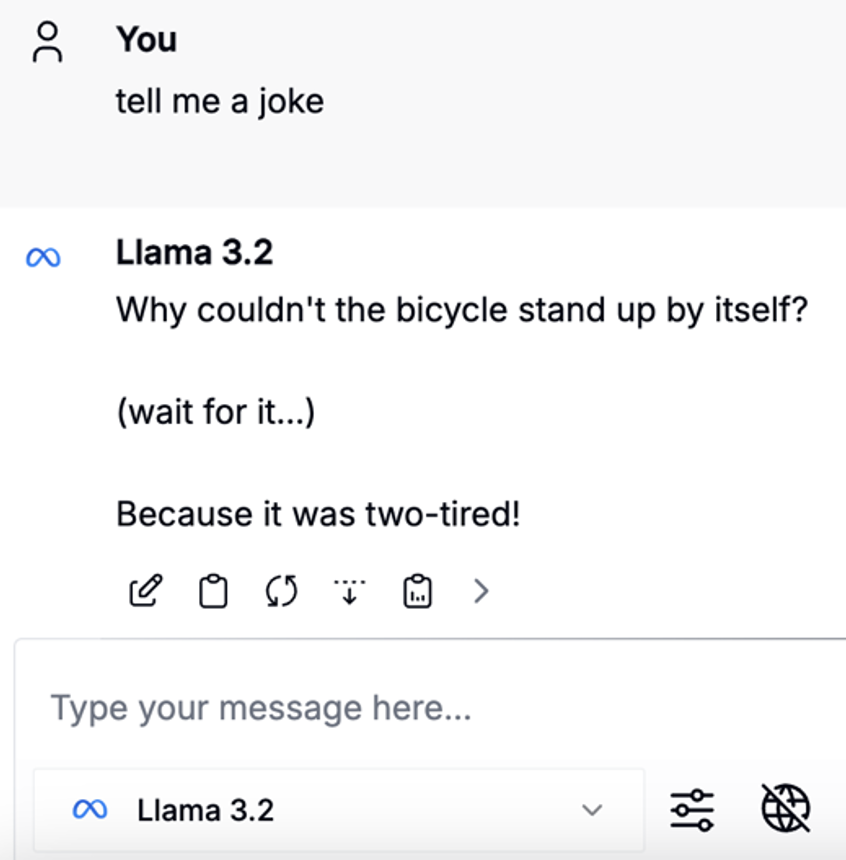 You
tell me a joke
Llama 3.2
Why couldn't the bicycle stand up by itself?
(wait for it...)
Because it was two-tired!
Type your message here...
Llama 3.2